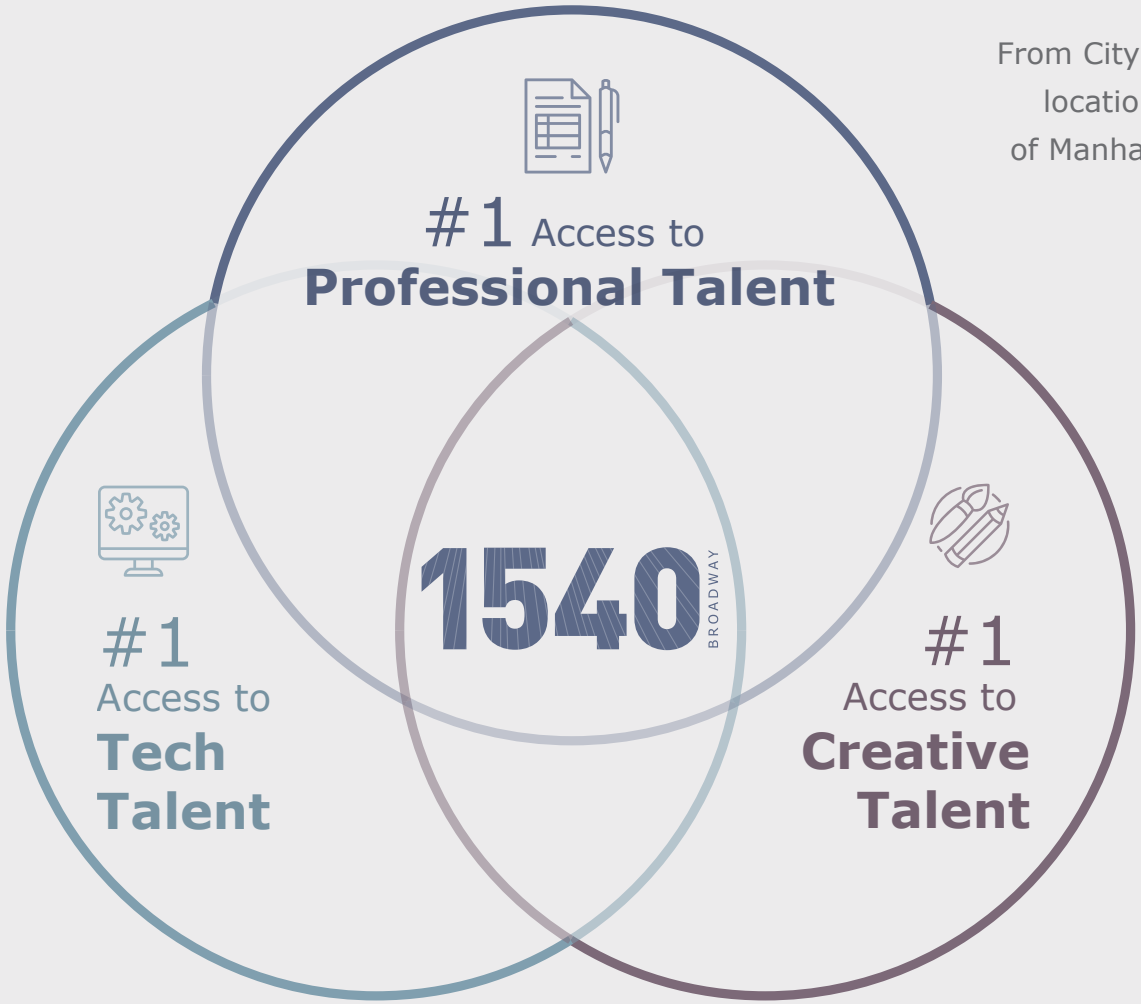 From City
of Manha
#1 Access to
Professional Talent
1540
BROADWAY
#1
Access to
Tech
Talent
#1
Access to
Creative
Talent